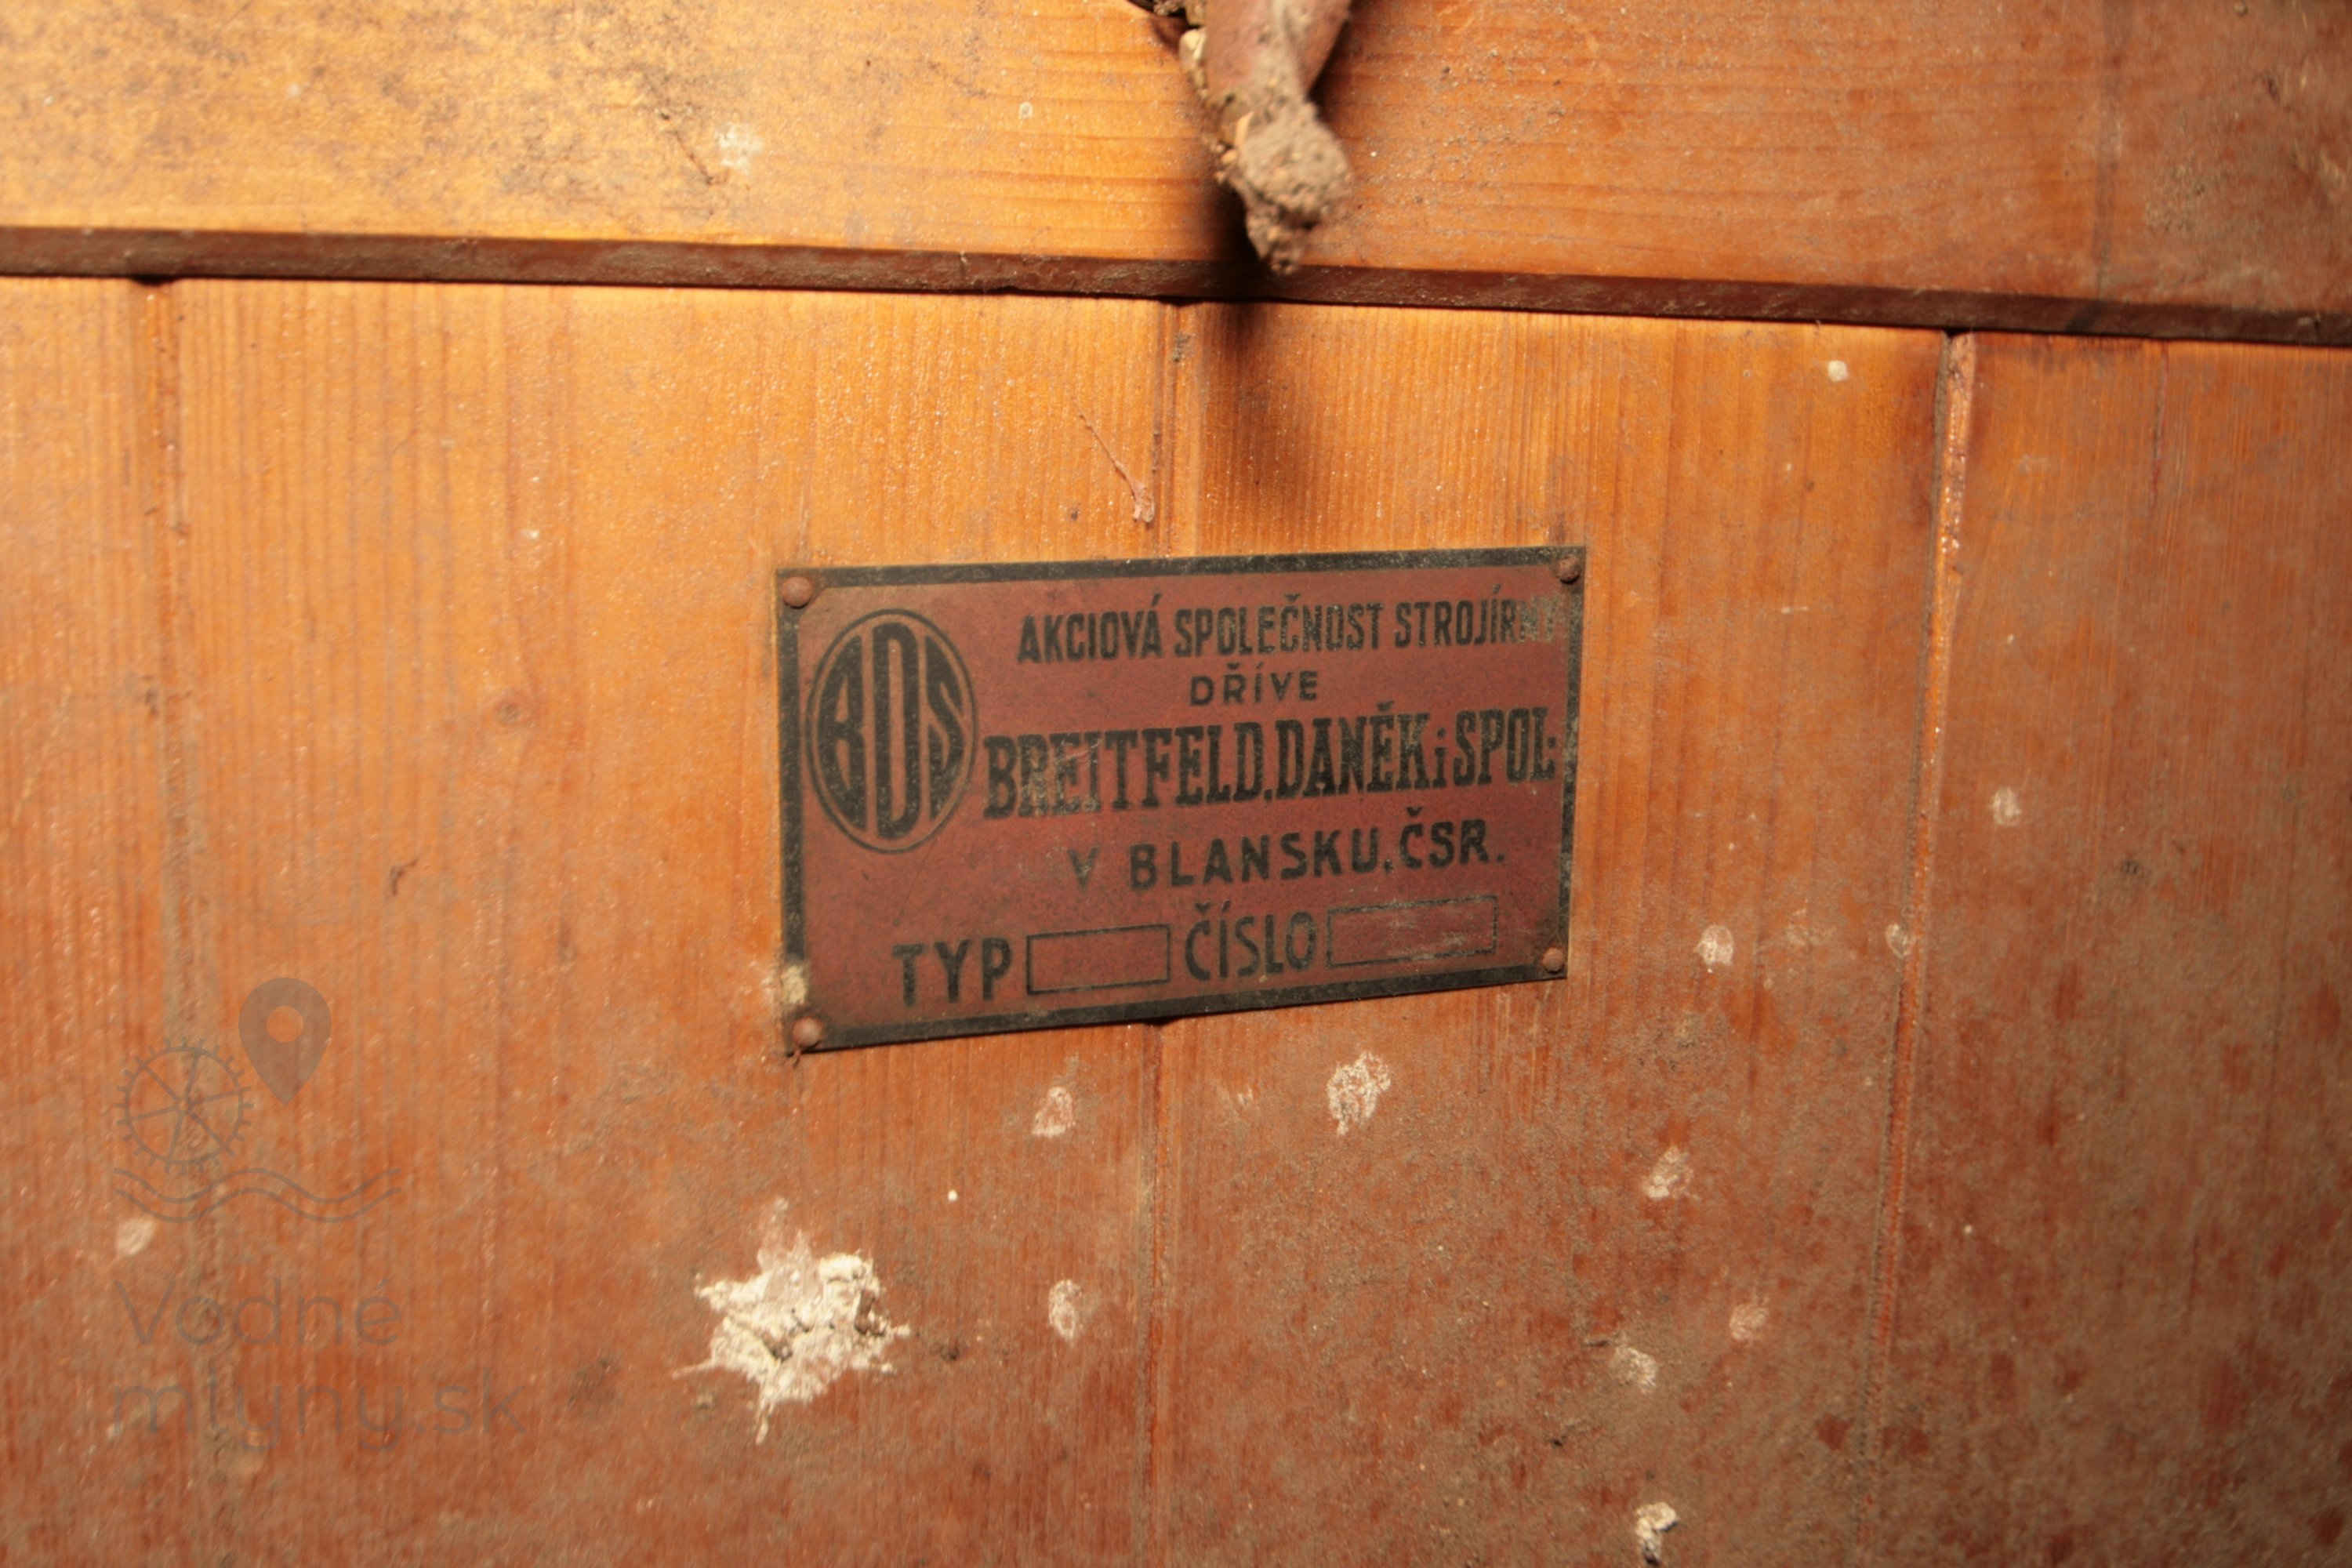 BDS
AKCIOVÁ SPOLEČNOST STROJÍRNY
DŘÍVE
BREITFELD, DANĚK i SPOL:
V BLANSKU, ČSR.
TYP ČÍSLO
Vodné
mlyny.sk